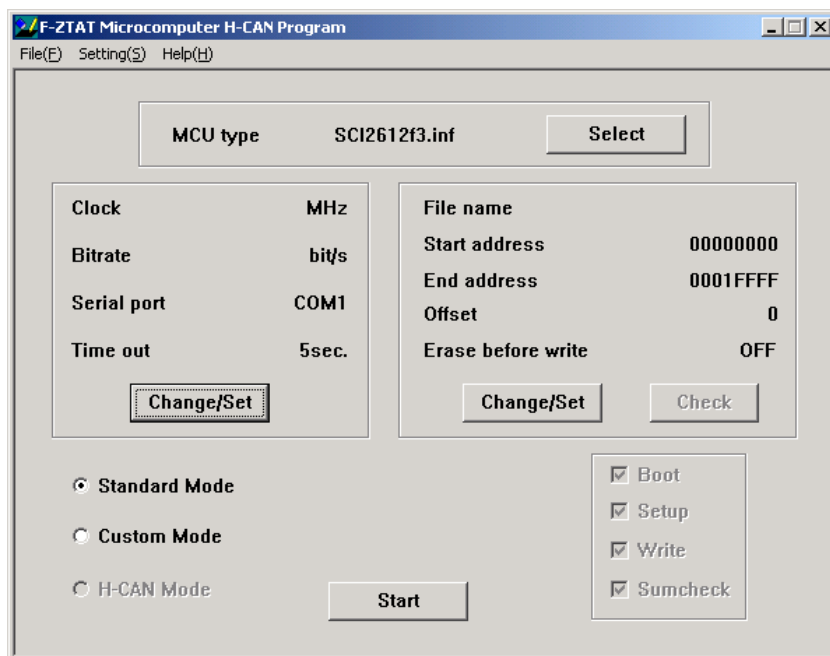 F-ZTAT Microcomputer H-CAN Program
File(F) Setting(S) Help(H)
MCU type SCI2612f3.inf Select
Clock MHz
Bitrate bit/s
Serial port COM1
Time out 5sec.
Change/Set
File name
Start address 00000000
End address 0001FFFF
Offset 0
Erase before write OFF
Change/Set Check
Standard Mode
Custom Mode
H-CAN Mode
Start
Boot
Setup
Write
Sumcheck